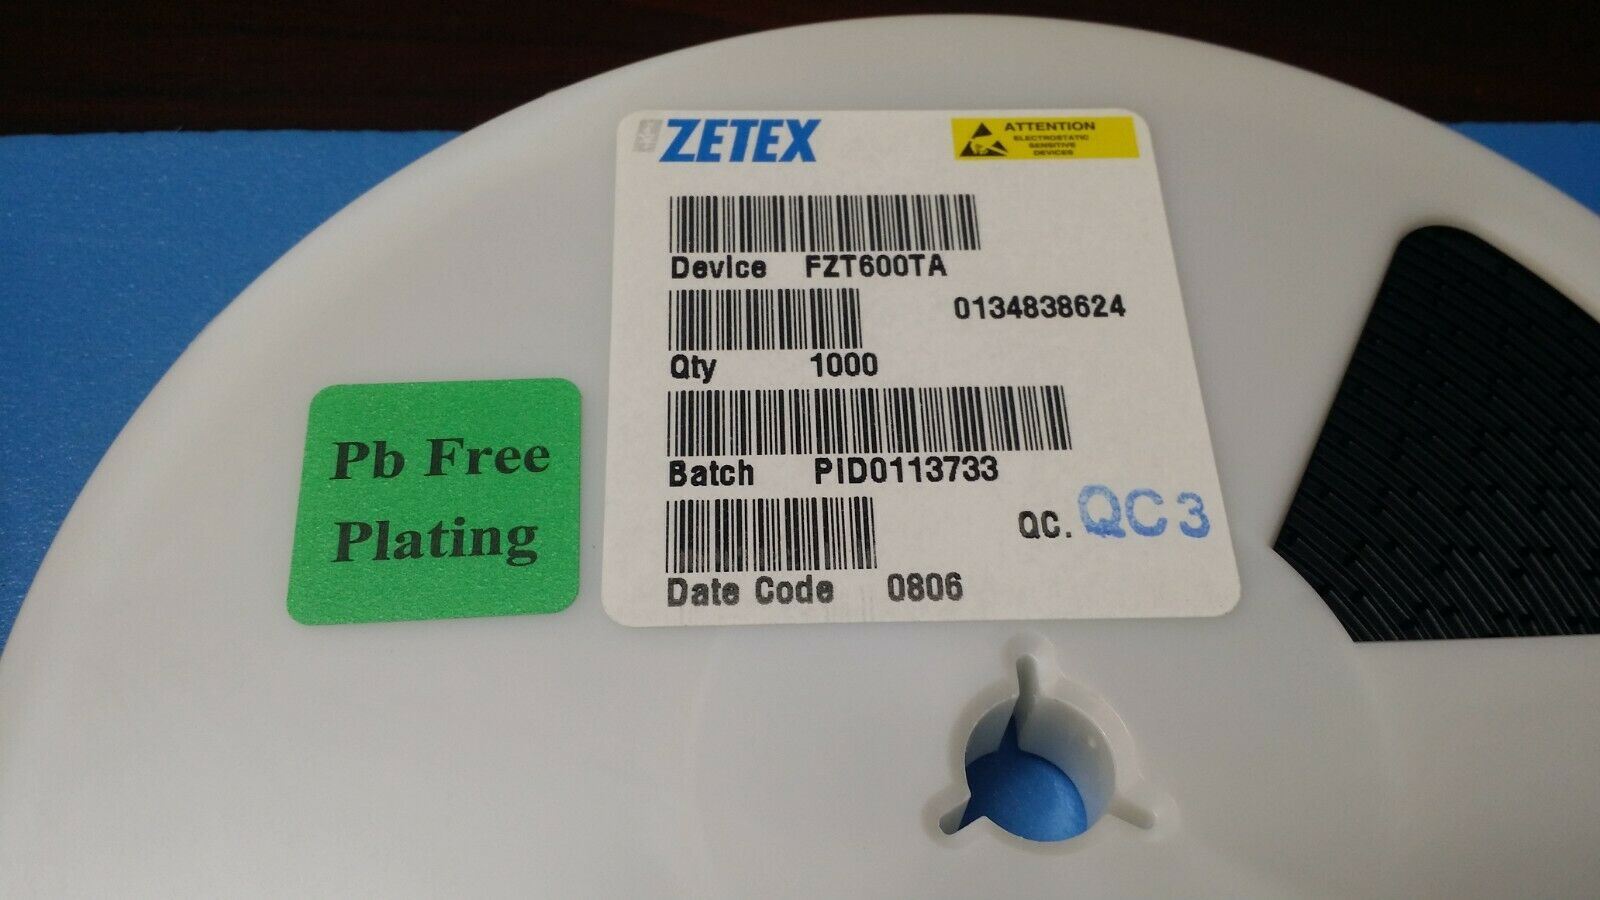 ZETEX
ATTENTION
ELECTROSTATIC
SENSITIVE
DEVICES
Device FZT600TA
0134838624
Qty 1000
Batch PID0113733
QC. QC3
Date Code 0806
Pb Free
Plating